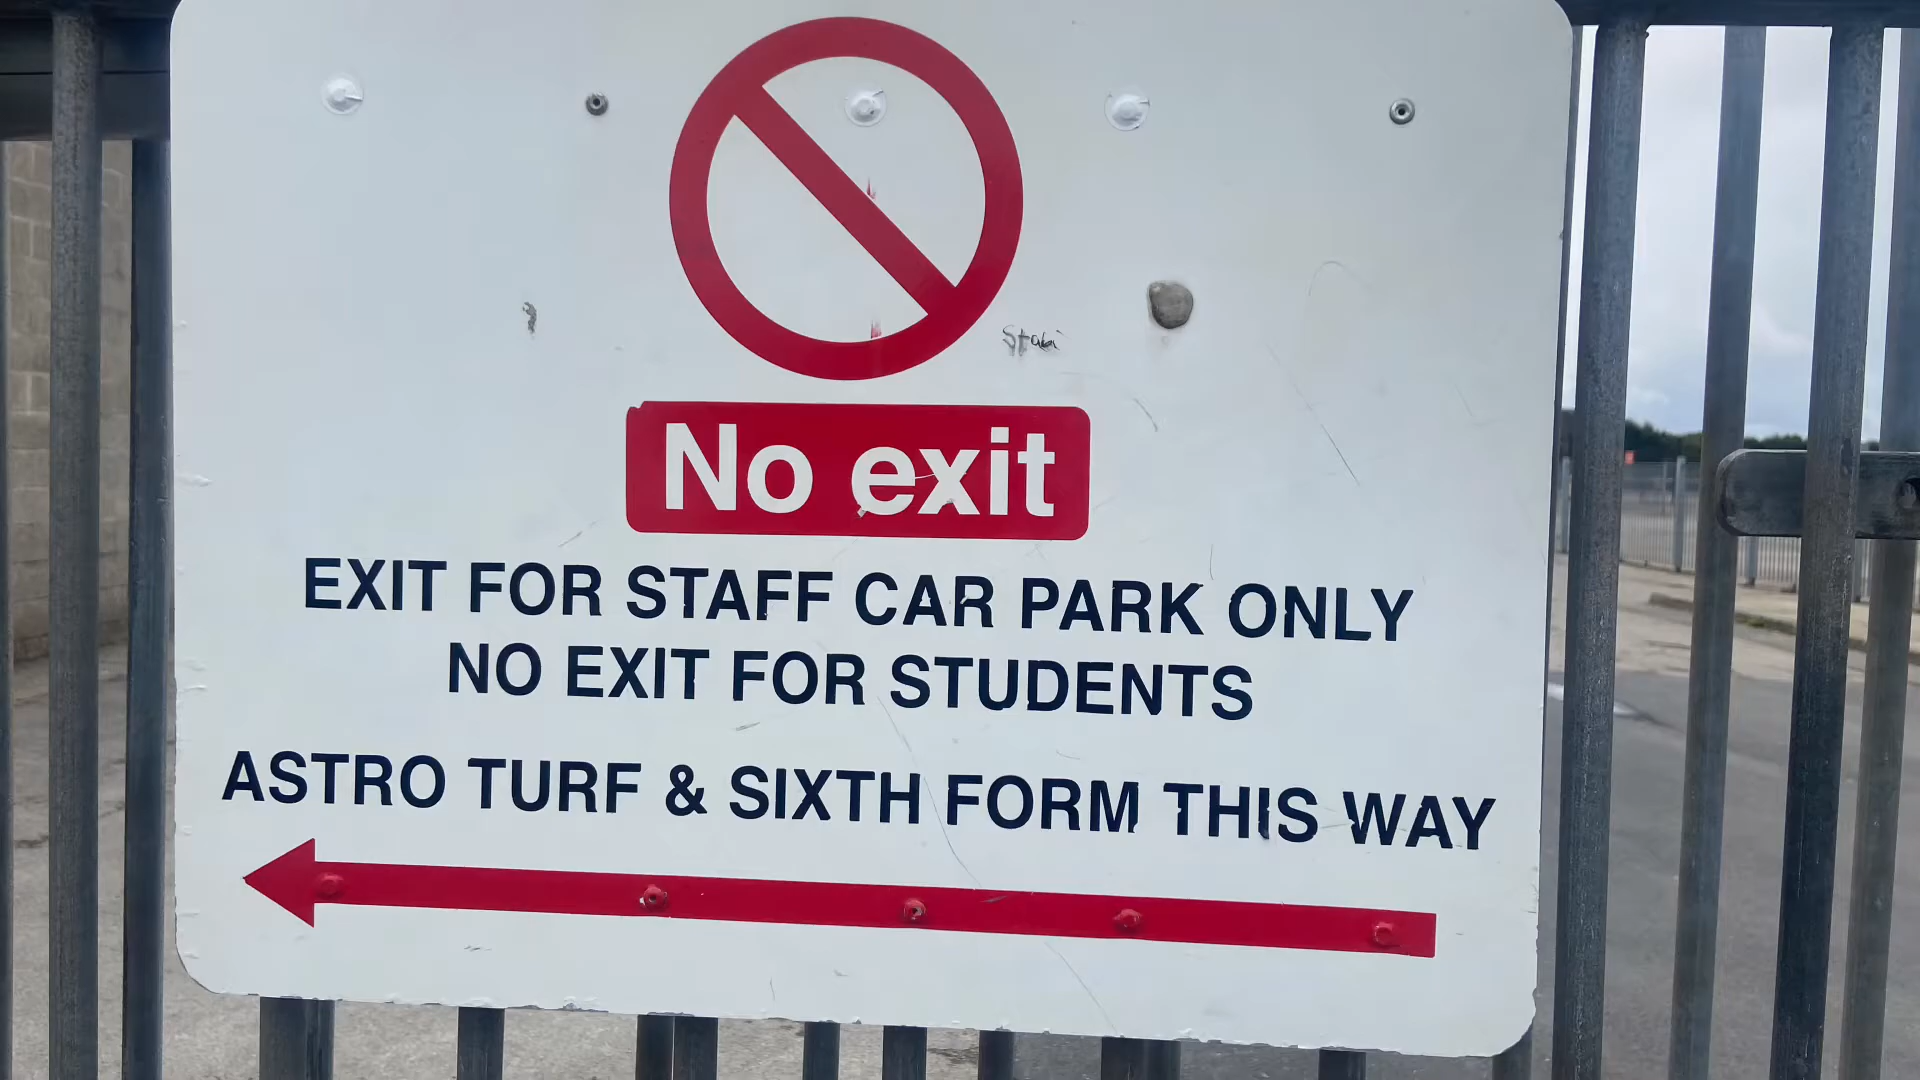 No exit
EXIT FOR STAFF CAR PARK ONLY
NO EXIT FOR STUDENTS
ASTRO TURF & SIXTH FORM THIS WAY